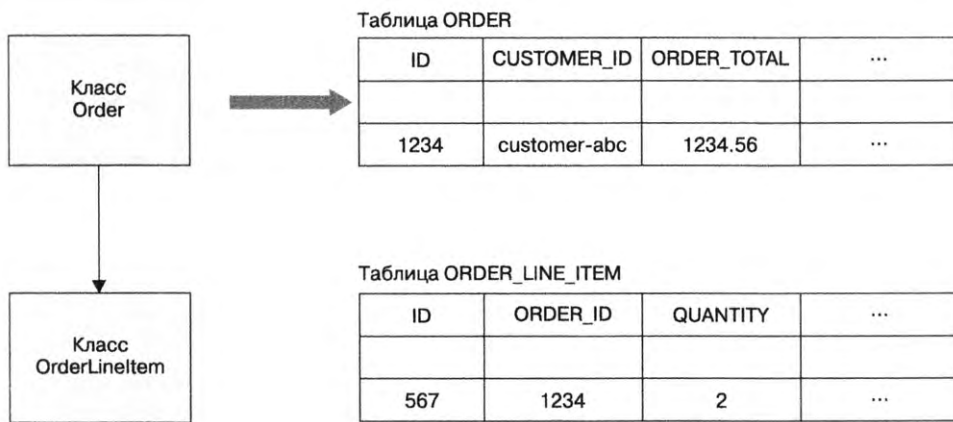 Таблица ORDER
Класс
Order
ID CUSTOMER_ID ORDER_TOTAL ...
1234 customer-abc 1234.56 ...
Таблица ORDER_LINE_ITEM
Класс
OrderLineItem
ID ORDER_ID QUANTITY ...
567 1234 2 ...